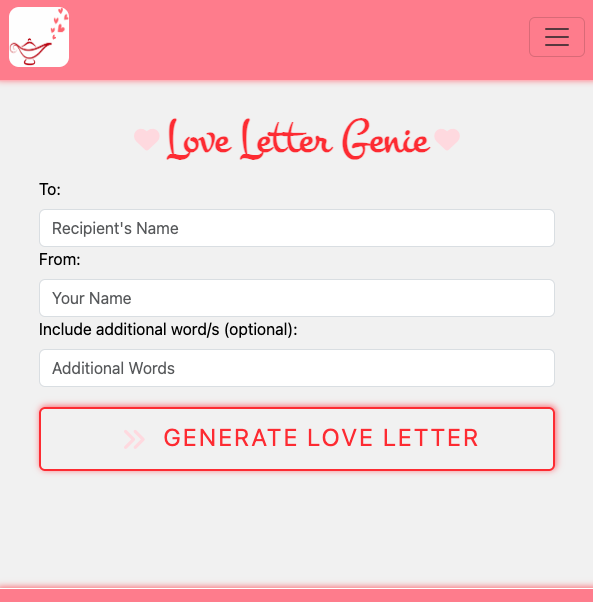 Love Letter Genie
To:
Recipient's Name
From:
Your Name
Include additional word/s (optional):
Additional Words
GENERATE LOVE LETTER